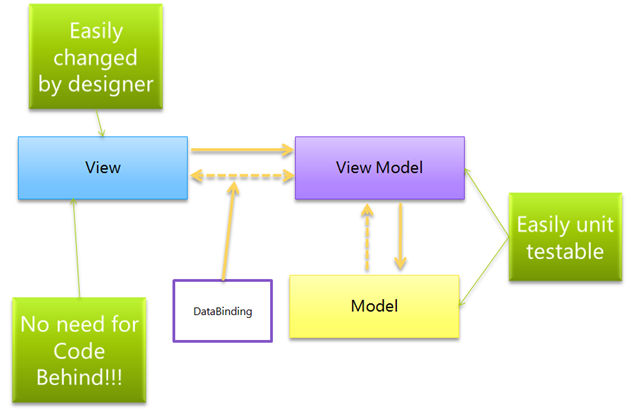 Easily
changed
by designer
View
View Model
Easily unit
testable
DataBinding
Model
No need for
Code
Behind!!!